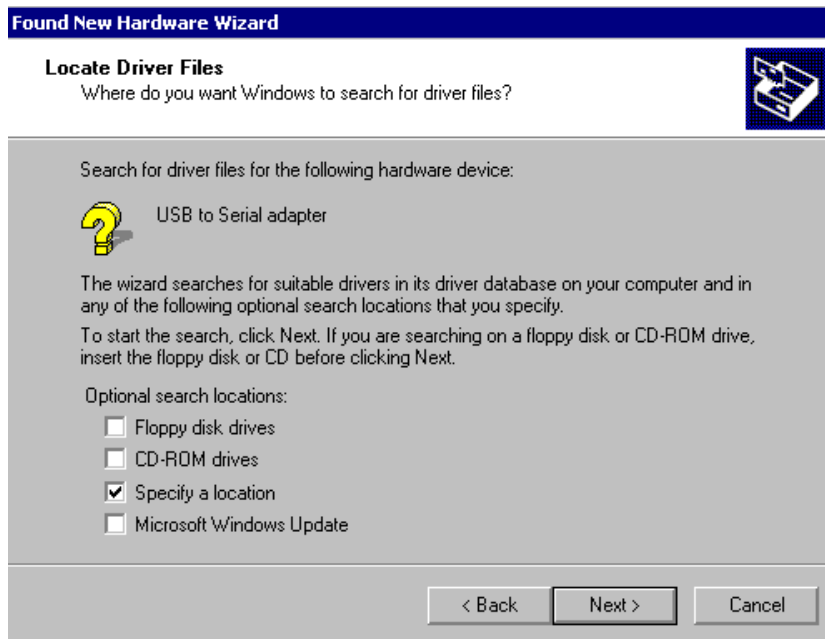 Found New Hardware Wizard
Locate Driver Files
Where do you want Windows to search for driver files?
Search for driver files for the following hardware device:
USB to Serial adapter
The wizard searches for suitable drivers in its driver database on your computer and in
any of the following optional search locations that you specify.
To start the search, click Next. If you are searching on a floppy disk or CD-ROM drive,
insert the floppy disk or CD before clicking Next.
Optional search locations:
Floppy disk drives
CD-ROM drives
Specify a location
Microsoft Windows Update
< Back Next > Cancel